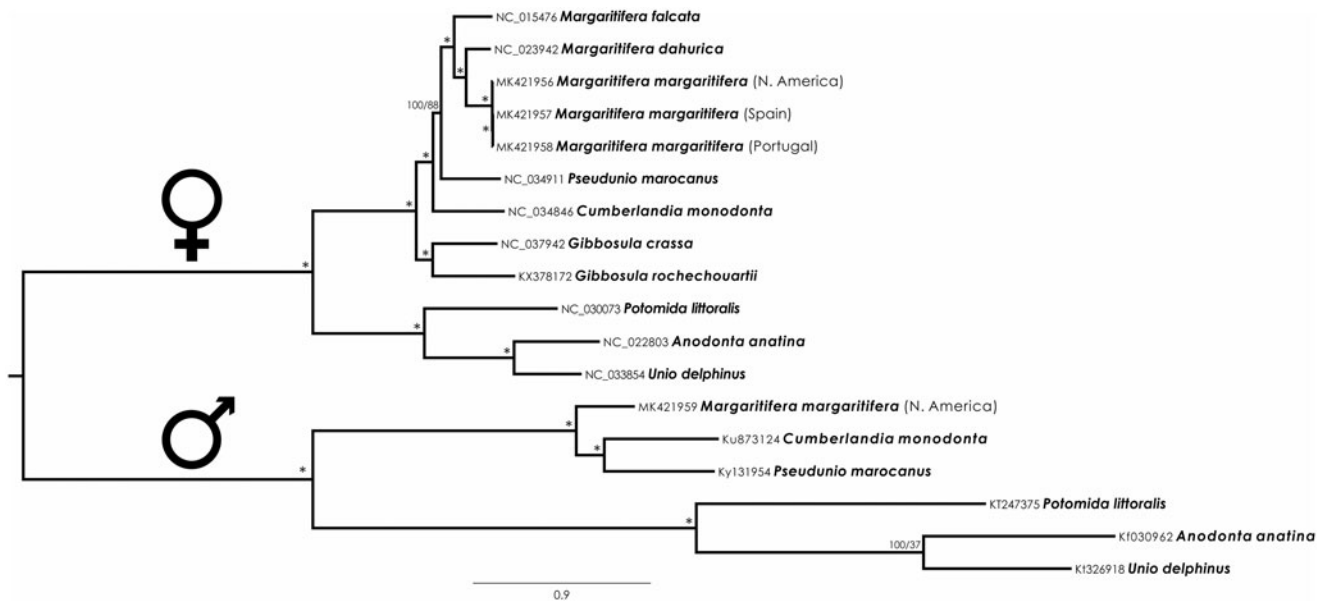 NC_015476 Margaritifera falcata
*
NC_023942 Margaritifera dahurica
*
MK421956 Margaritifera margaritifera (N. America)
100/88
*
MK421957 Margaritifera margaritifera (Spain)
*
MK421958 Margaritifera margaritifera (Portugal)
*
NC_034911 Pseudunio marocanus
*
NC_034846 Cumberlandia monodonta
NC_037942 Gibbosula crassa
*
*
KX378172 Gibbosula rochechouartii
NC_030073 Potomida littoralis
*
NC_022803 Anodonta anatina
*
NC_033854 Unio delphinus
MK421959 Margaritifera margaritifera (N. America)
*
Ku873124 Cumberlandia monodonta
*
*
Ky131954 Pseudunio marocanus
KT247375 Potomida littoralis
*
Kf030962 Anodonta anatina
100/37
Kt326918 Unio delphinus
0.9